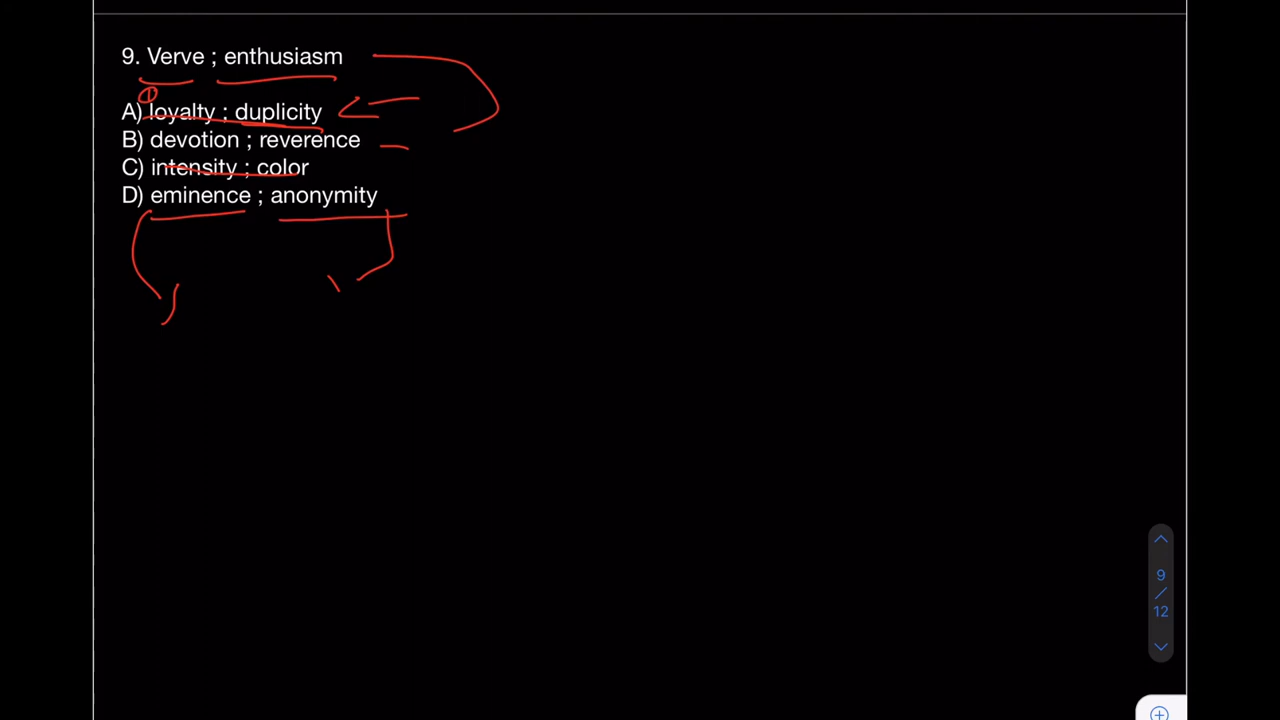 9. Verve ; enthusiasm
A) loyalty ; duplicity
B) devotion ; reverence
C) intensity ; color
D) eminence ; anonymity
9
/
12